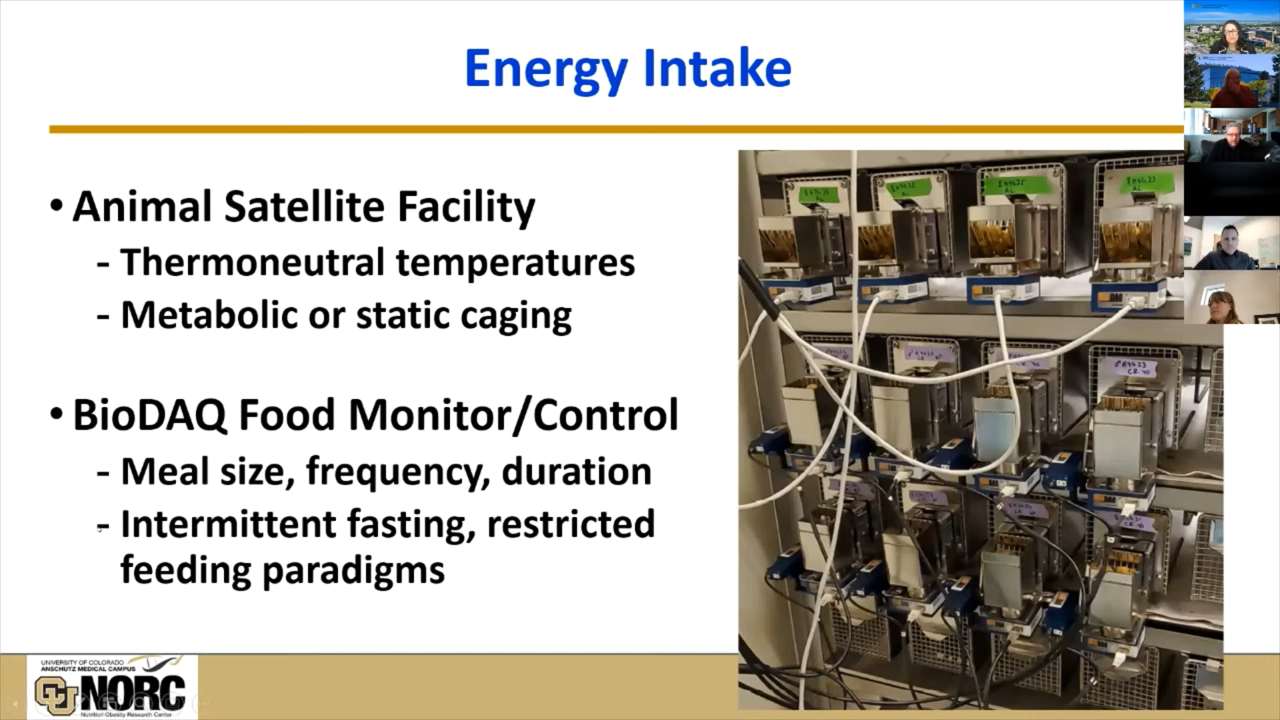 Energy Intake
• Animal Satellite Facility
- Thermoneutral temperatures
- Metabolic or static caging
• BioDAQ Food Monitor/Control
- Meal size, frequency, duration
- Intermittent fasting, restricted
feeding paradigms
UNIVERSITY OF COLORADO
ANSCHUTZ MEDICAL CAMPUS
CU NORC
Nutrition Obesity Research Center